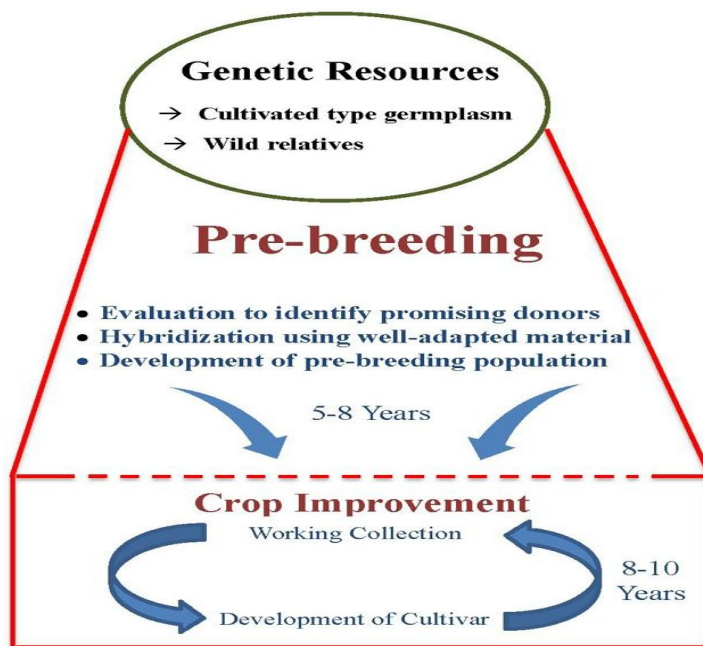 Genetic Resources
→ Cultivated type germplasm
→ Wild relatives
Pre-breeding
• Evaluation to identify promising donors
• Hybridization using well-adapted material
• Development of pre-breeding population
5-8 Years
Crop Improvement
Working Collection
8-10
Years
Development of Cultivar